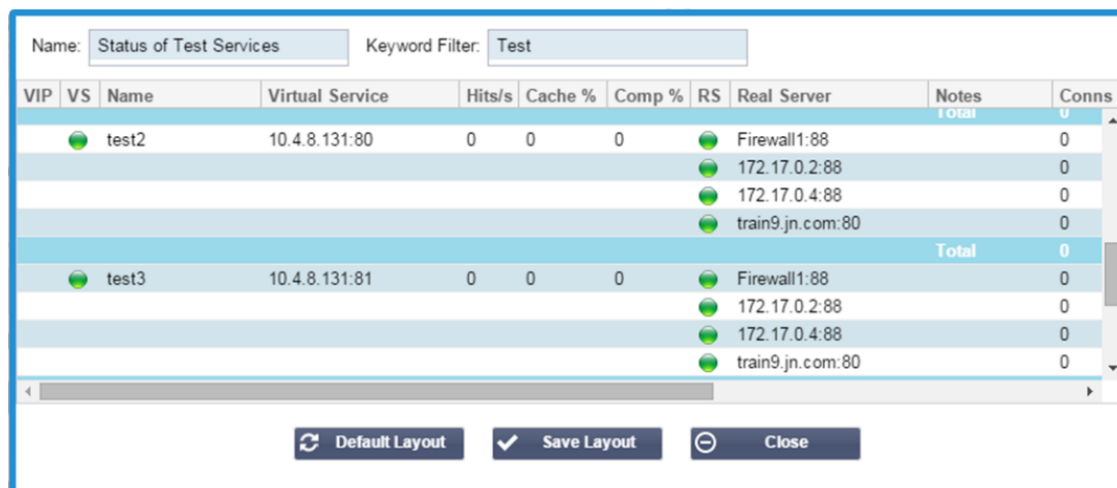 Name: Status of Test Services Keyword Filter: Test
VIP VS Name Virtual Service Hits/s Cache % Comp % RS Real Server Notes Conns
Total 0
test2 10.4.8.131:80 0 0 0 Firewall1:88 0
172.17.0.2:88 0
172.17.0.4:88 0
train9.jn.com:80 0
Total 0
test3 10.4.8.131:81 0 0 0 Firewall1:88 0
172.17.0.2:88 0
172.17.0.4:88 0
train9.jn.com:80 0
Default Layout Save Layout Close